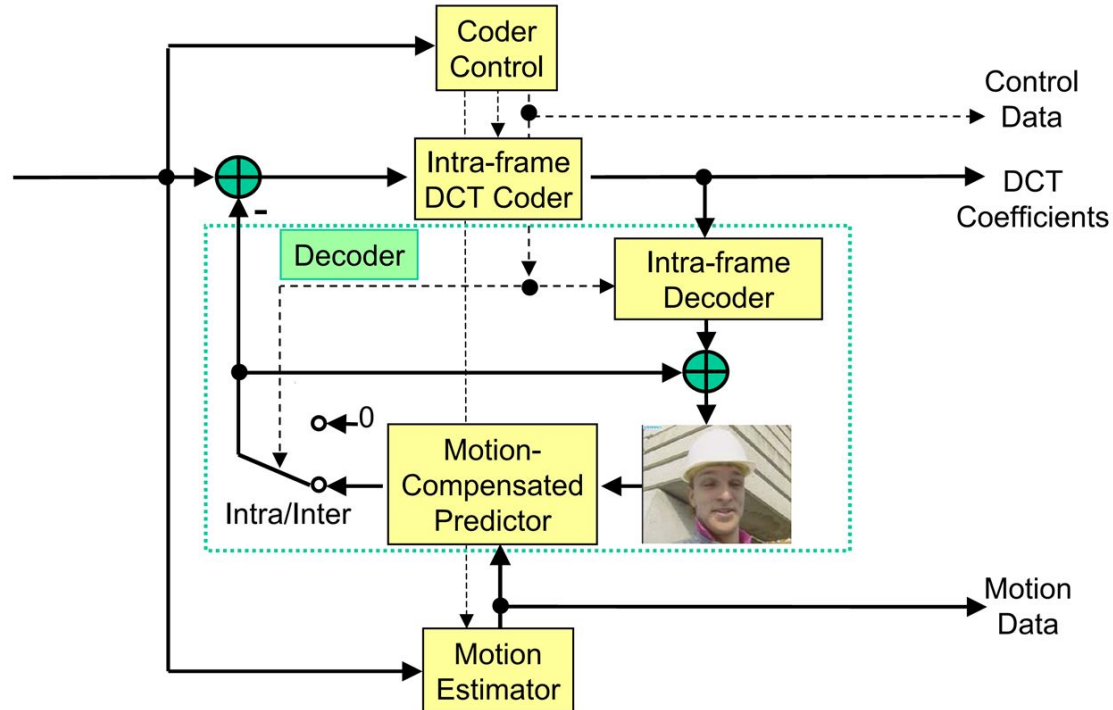 Coder
Control
Control
Data
Intra-frame
DCT Coder
DCT
Coefficients
-
Decoder
Intra-frame
Decoder
0
Motion-
Compensated
Predictor
Intra/Inter
Motion
Data
Motion
Estimator